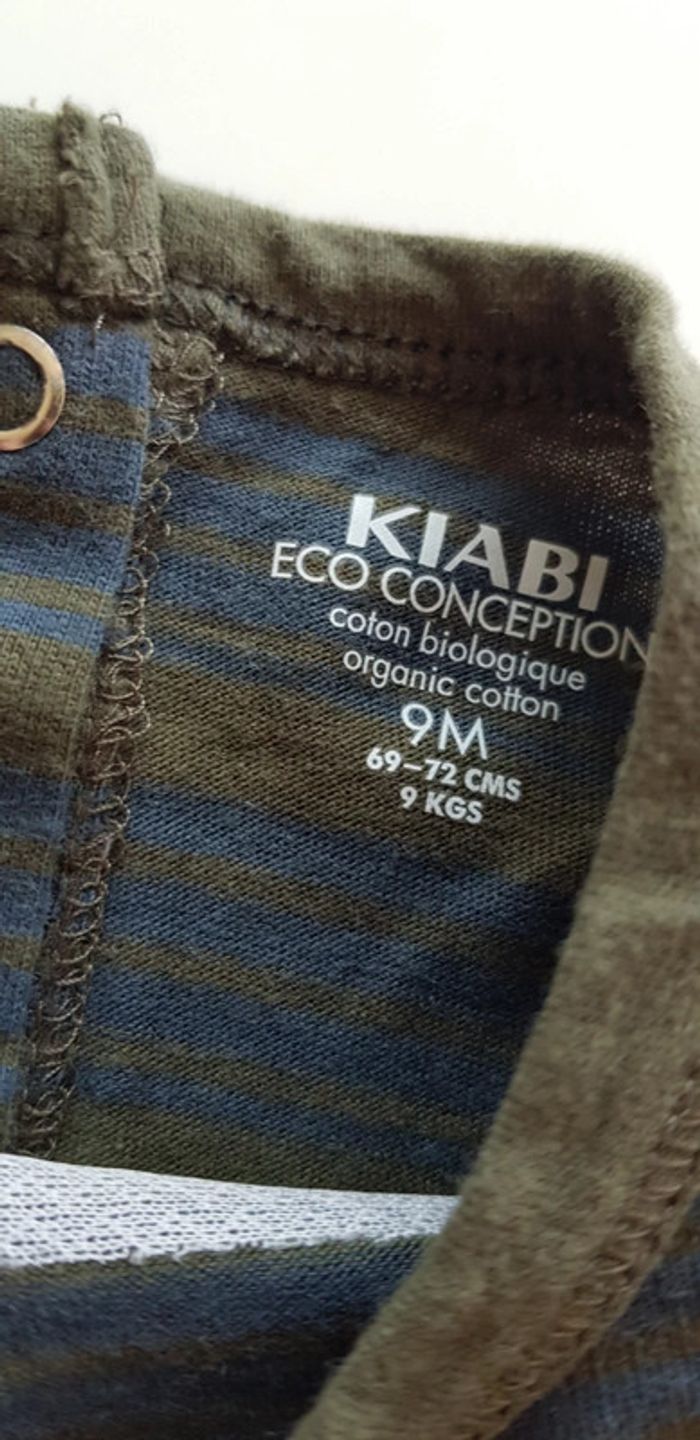 KIABI
ECO CONCEPTION
coton biologique
organic cotton
9M
69-72 CMS
9 KGS